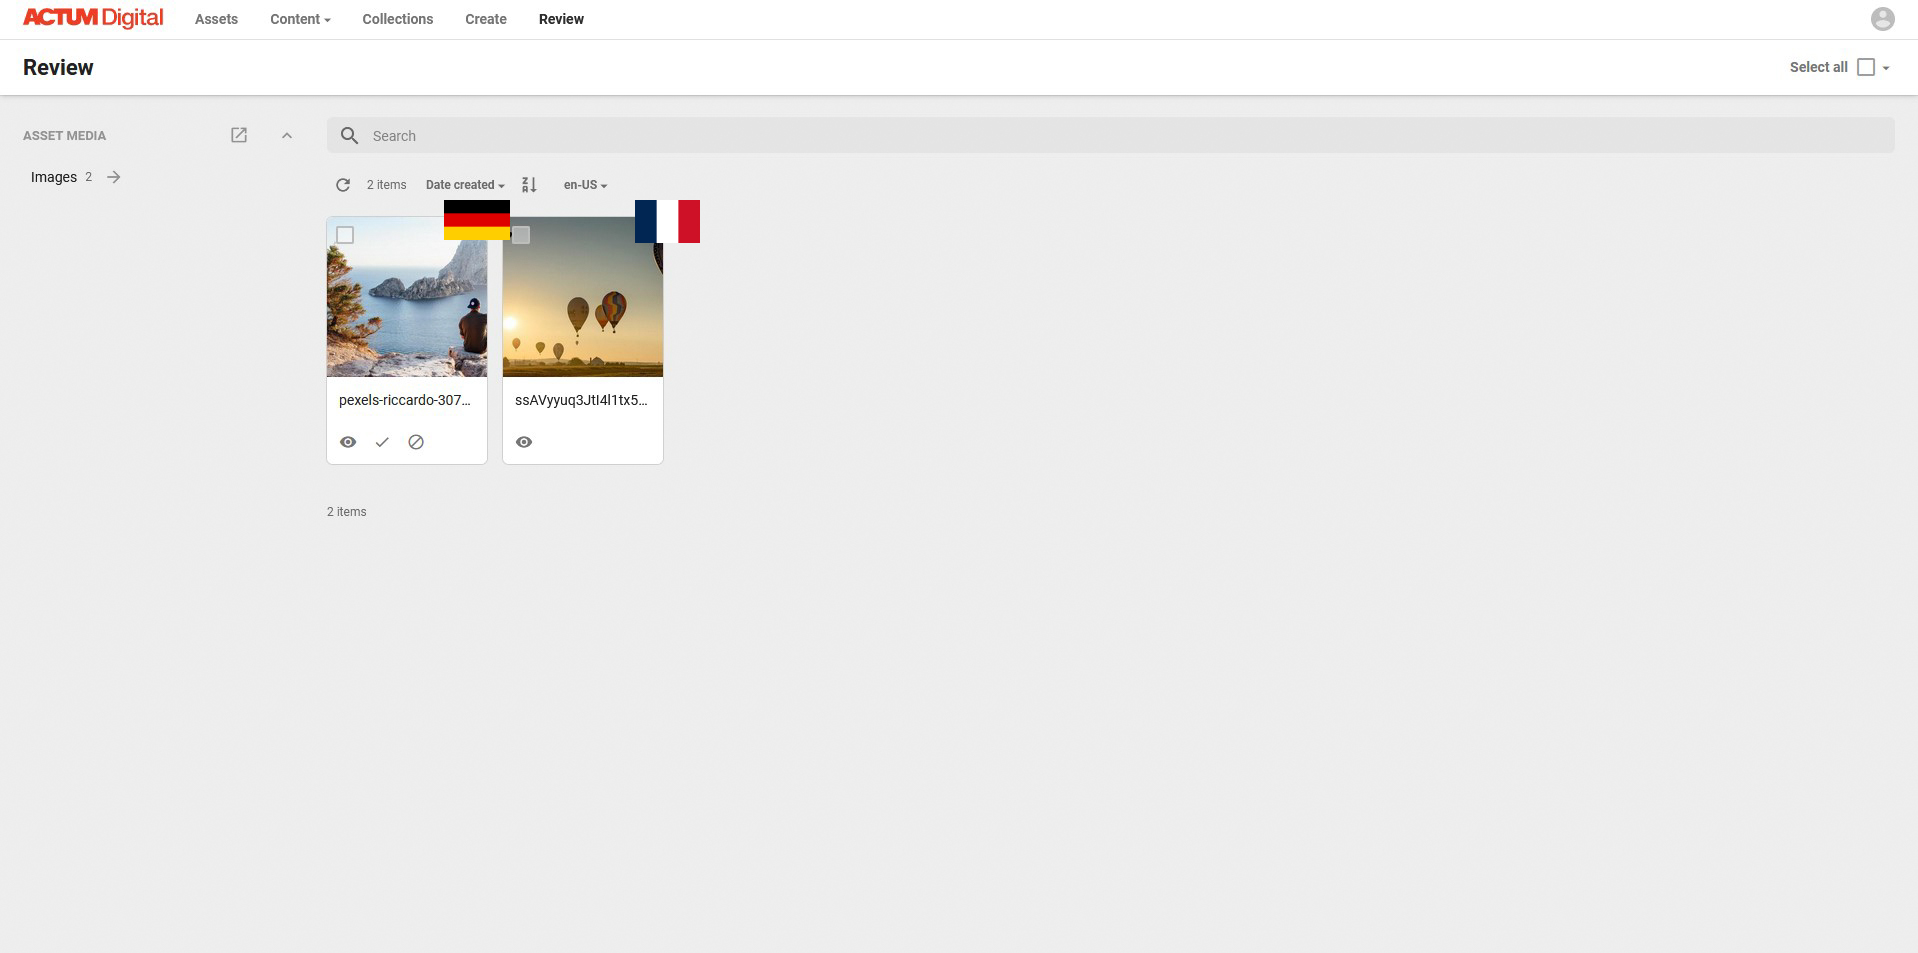 ACTUM Digital Assets Content Collections Create Review
Review
Select all
ASSET MEDIA
Search
Images 2
2 items Date created en-US
pexels-riccardo-307...
ssAVyyuq3JtI4l1tx5...
2 items